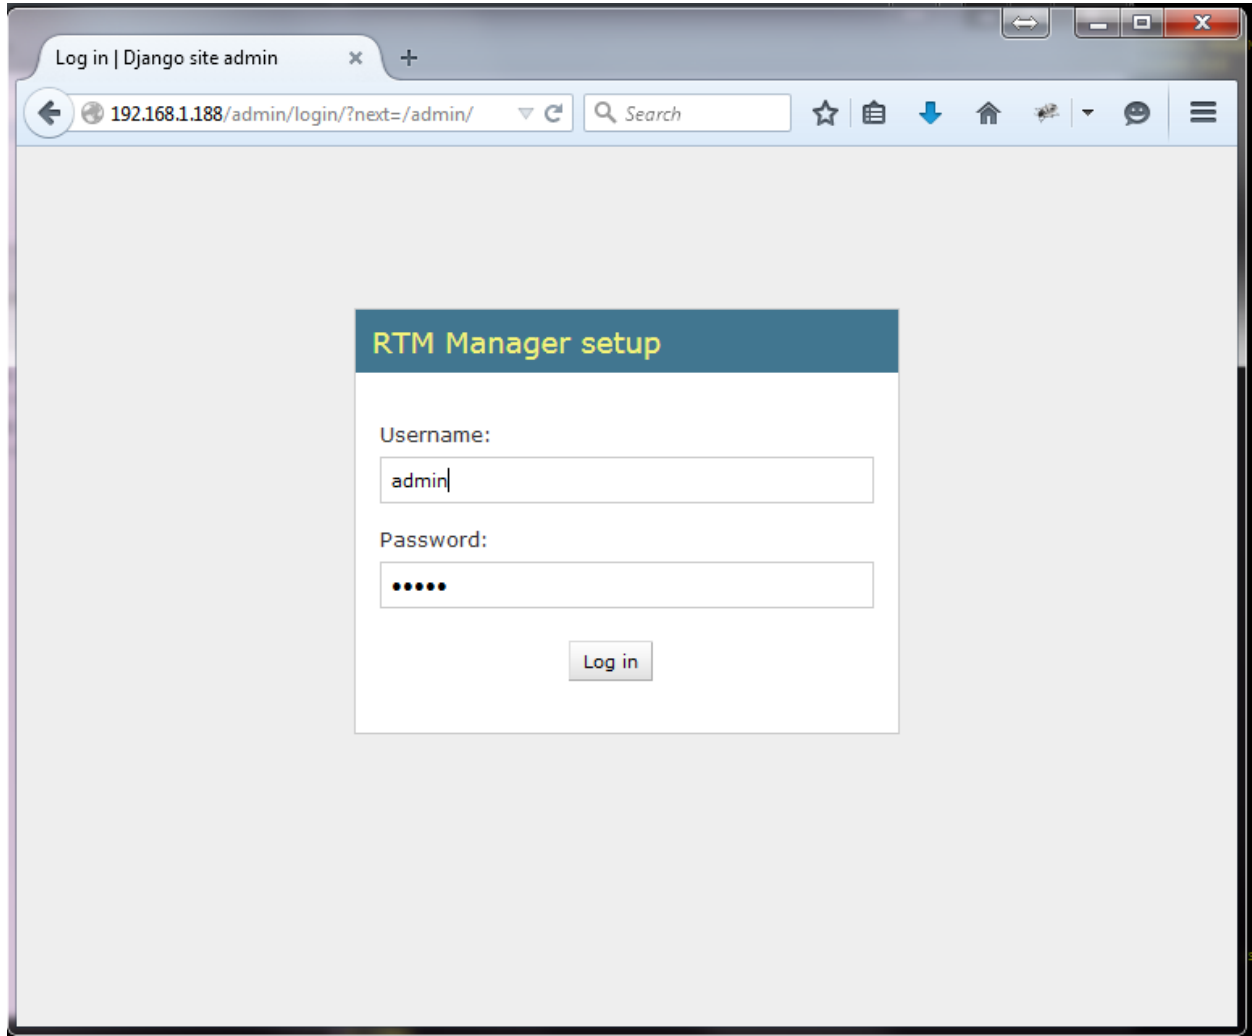 Log in | Django site admin
192.168.1.188/admin/login/?next=/admin/
Search
RTM Manager setup
Username:
admin
Password:
•••••
Log in